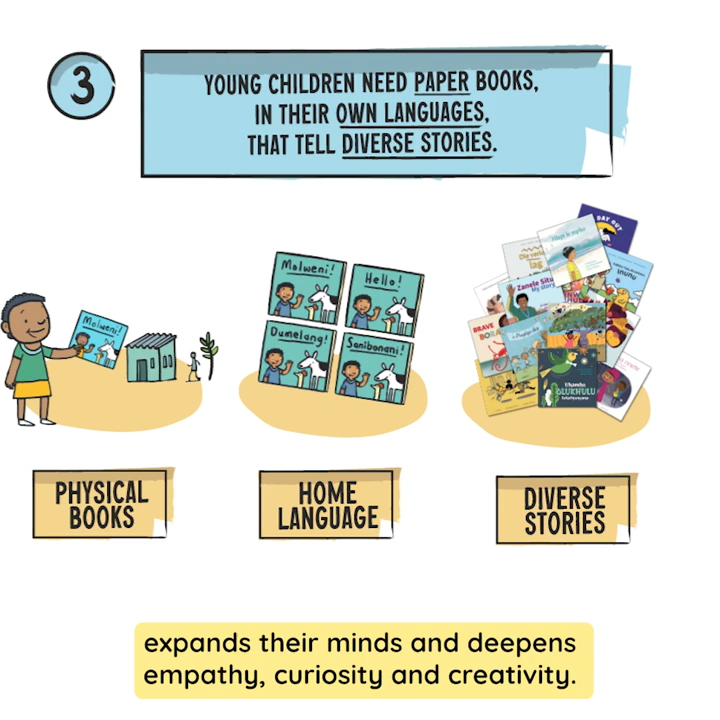 3
YOUNG CHILDREN NEED PAPER BOOKS,
IN THEIR OWN LANGUAGES,
THAT TELL DIVERSE STORIES.
Molweni!
Molweni!
Hello!
Dumelang!
Sanibonani!
DAY OUT
lag
Zanele Situ
My Story
BRAVE
PHYSICAL
BOOKS
HOME
LANGUAGE
DIVERSE
STORIES
expands their minds and deepens
empathy, curiosity and creativity.